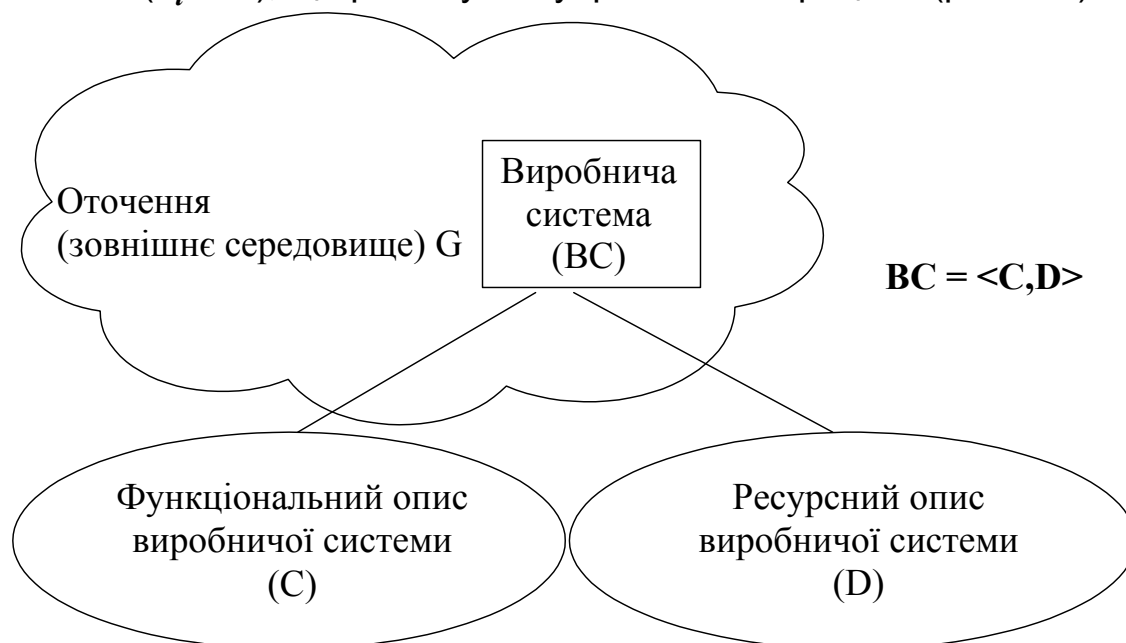 Оточення
(зовнішнє середовище) G
Виробнича
система
(ВС)
ВС = <C,D>
Функціональний опис
виробничої системи
(С)
Ресурсний опис
виробничої системи
(D)